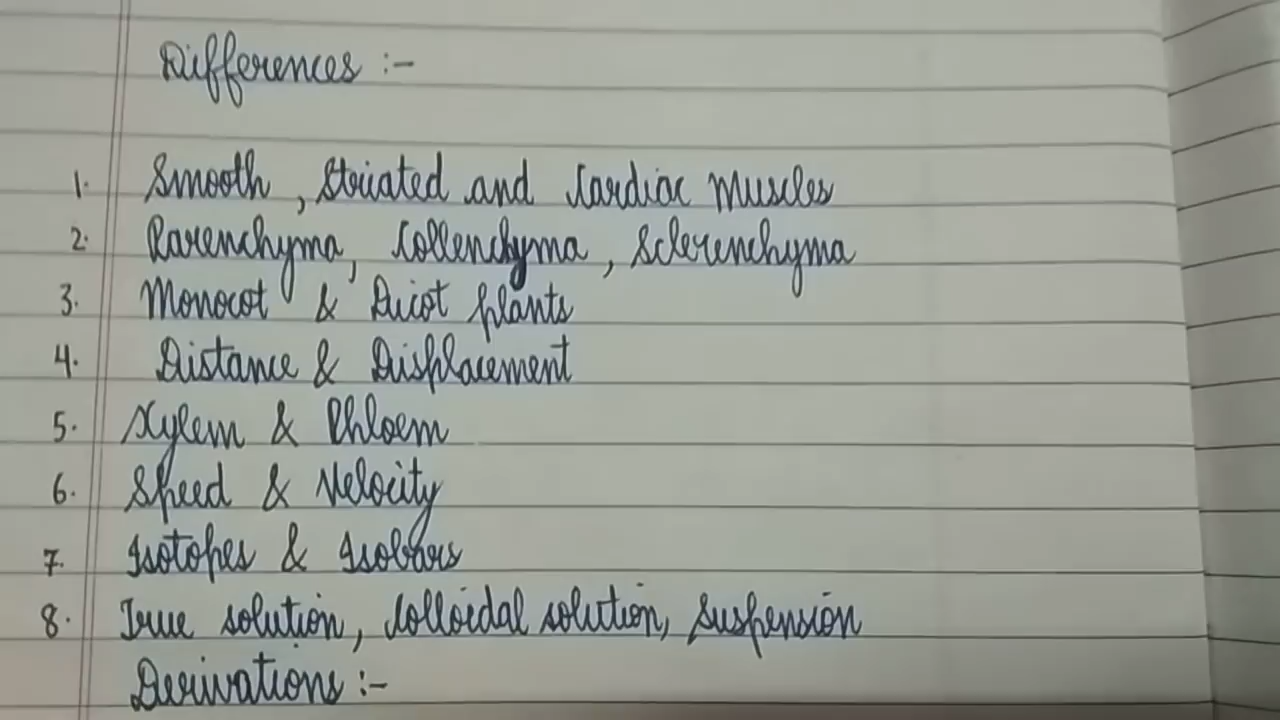 Differences :-
1. Smooth, Striated and Cardiac Muscles
2. Parenchyma, Collenchyma, Sclerenchyma
3. Monocot & Dicot plants
4. Distance & Displacement
5. Xylem & Phloem
6. Speed & Velocity
7. Isotopes & Isobars
8. True solution, Colloidal solution, Suspension
Derivations :-